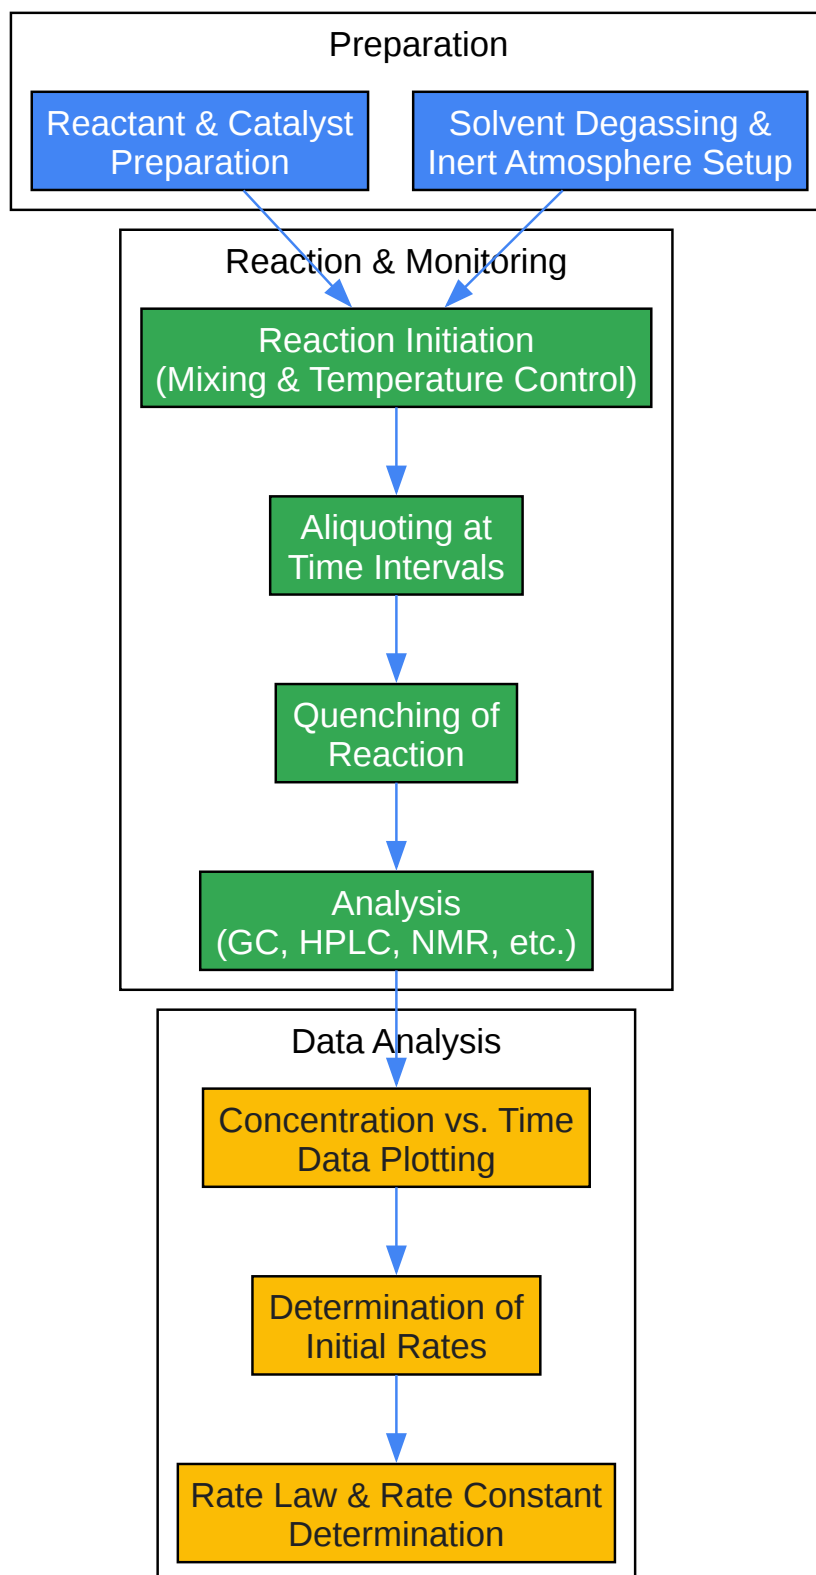 Preparation
Reactant & Catalyst
Preparation
Solvent Degassing &
Inert Atmosphere Setup
Reaction & Monitoring
Reaction Initiation
(Mixing & Temperature Control)
Aliquoting at
Time Intervals
Quenching of
Reaction
Analysis
(GC, HPLC, NMR, etc.)
Data Analysis
Concentration vs. Time
Data Plotting
Determination of
Initial Rates
Rate Law & Rate Constant
Determination